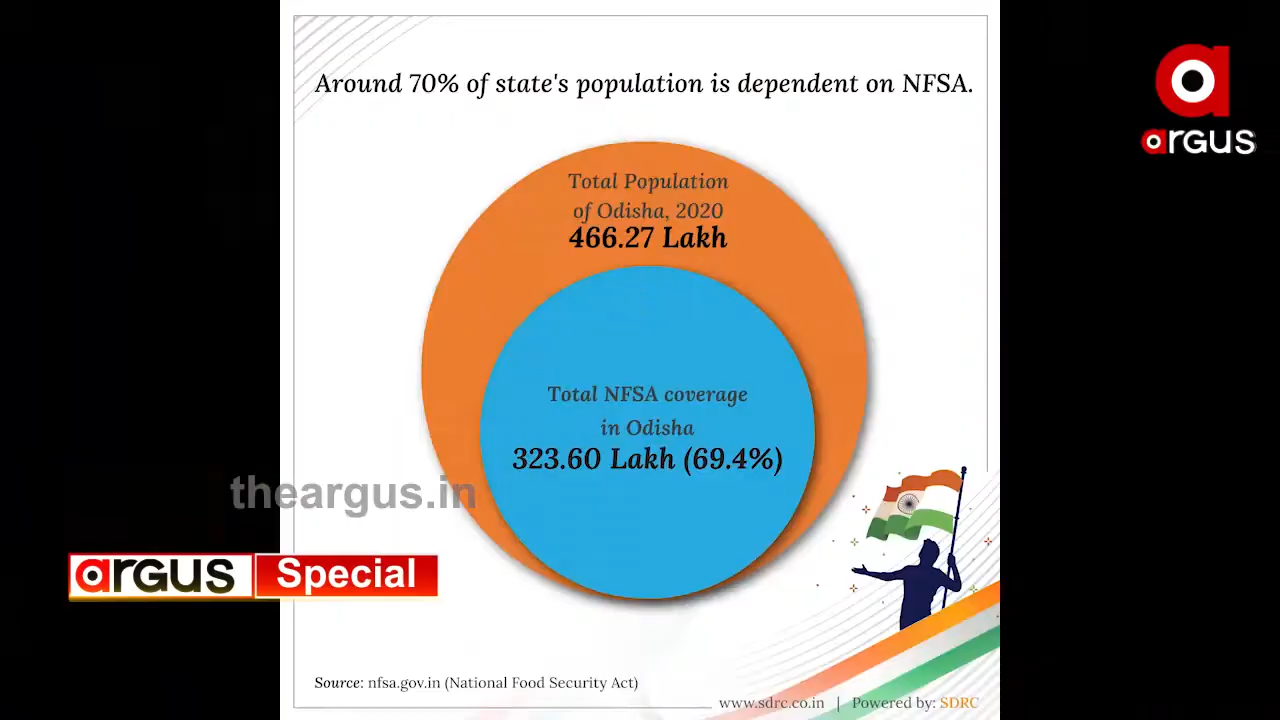 Around 70% of state's population is dependent on NFSA.
argus
Total Population
of Odisha, 2020
466.27 Lakh
Total NFSA coverage
in Odisha
323.60 Lakh (69.4%)
theargus.in
argus Special
Source: nfsa.gov.in (National Food Security Act)
www.sdrc.co.in | Powered by: SDRC